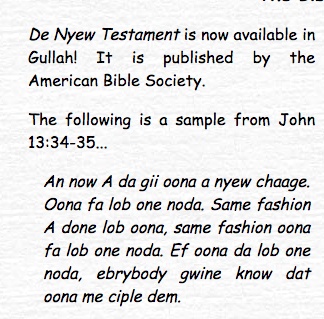 De Nyew Testament is now available in
Gullah! It is published by the
American Bible Society.
The following is a sample from John
13:34-35...
An now A da gii oona a nyew chaage.
Oona fa lob one noda. Same fashion
A done lob oona, same fashion oona
fa lob one noda. Ef oona da lob one
noda, ebrybody gwine know dat
oona me ciple dem.